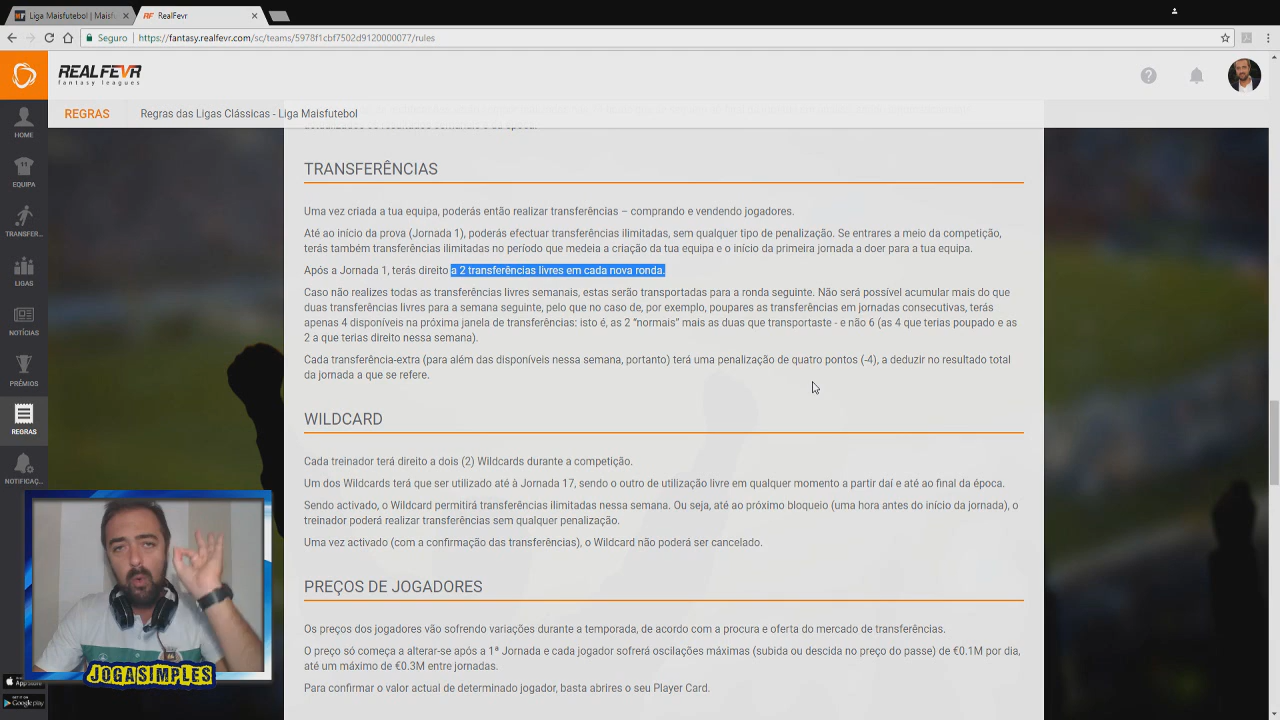 Liga Maisfutebol | Maisf
RealFevr
Seguro
https://fantasy.realfevr.com/sc/teams/5978f1cbf7502d9120000077/rules
REALFEVR
fantasy leagues
REGRAS
Regras das Ligas Clássicas - Liga Maisfutebol
HOME
EQUIPA
TRANSFER...
LIGAS
NOTÍCIAS
PRÉMIOS
REGRAS
NOTIFICAÇ...
TRANSFERÊNCIAS
Uma vez criada a tua equipa, poderás então realizar transferências – comprando e vendendo jogadores.
Até ao início da prova (Jornada 1), poderás efectuar transferências ilimitadas, sem qualquer tipo de penalização. Se entrares a meio da competição,
terás também transferências ilimitadas no período que medeia a criação da tua equipa e o início da primeira jornada a doer para a tua equipa.
Após a Jornada 1, terás direito a 2 transferências livres em cada nova ronda.
Caso não realizes todas as transferências livres semanais, estas serão transportadas para a ronda seguinte. Não será possível acumular mais do que
duas transferências livres para a semana seguinte, pelo que no caso de, por exemplo, poupares as transferências em jornadas consecutivas, terás
apenas 4 disponíveis na próxima janela de transferências: isto é, as 2 “normais” mais as duas que transportaste - e não 6 (as 4 que terias poupado e as
2 a que terias direito nessa semana).
Cada transferência-extra (para além das disponíveis nessa semana, portanto) terá uma penalização de quatro pontos (-4), a deduzir no resultado total
da jornada a que se refere.
WILDCARD
Cada treinador terá direito a dois (2) Wildcards durante a competição.
Um dos Wildcards terá que ser utilizado até à Jornada 17, sendo o outro de utilização livre em qualquer momento a partir daí e até ao final da época.
Sendo activado, o Wildcard permitirá transferências ilimitadas nessa semana. Ou seja, até ao próximo bloqueio (uma hora antes do início da jornada), o
treinador poderá realizar transferências sem qualquer penalização.
Uma vez activado (com a confirmação das transferências), o Wildcard não poderá ser cancelado.
PREÇOS DE JOGADORES
Os preços dos jogadores vão sofrendo variações durante a temporada, de acordo com a procura e oferta do mercado de transferências.
O preço só começa a alterar-se após a 1ª Jornada e cada jogador sofrerá oscilações máximas (subida ou descida no preço do passe) de €0.1M por dia,
até um máximo de €0.3M entre jornadas.
Para confirmar o valor actual de determinado jogador, basta abrires o seu Player Card.
JOGA SIMPLES
App Store
Google play